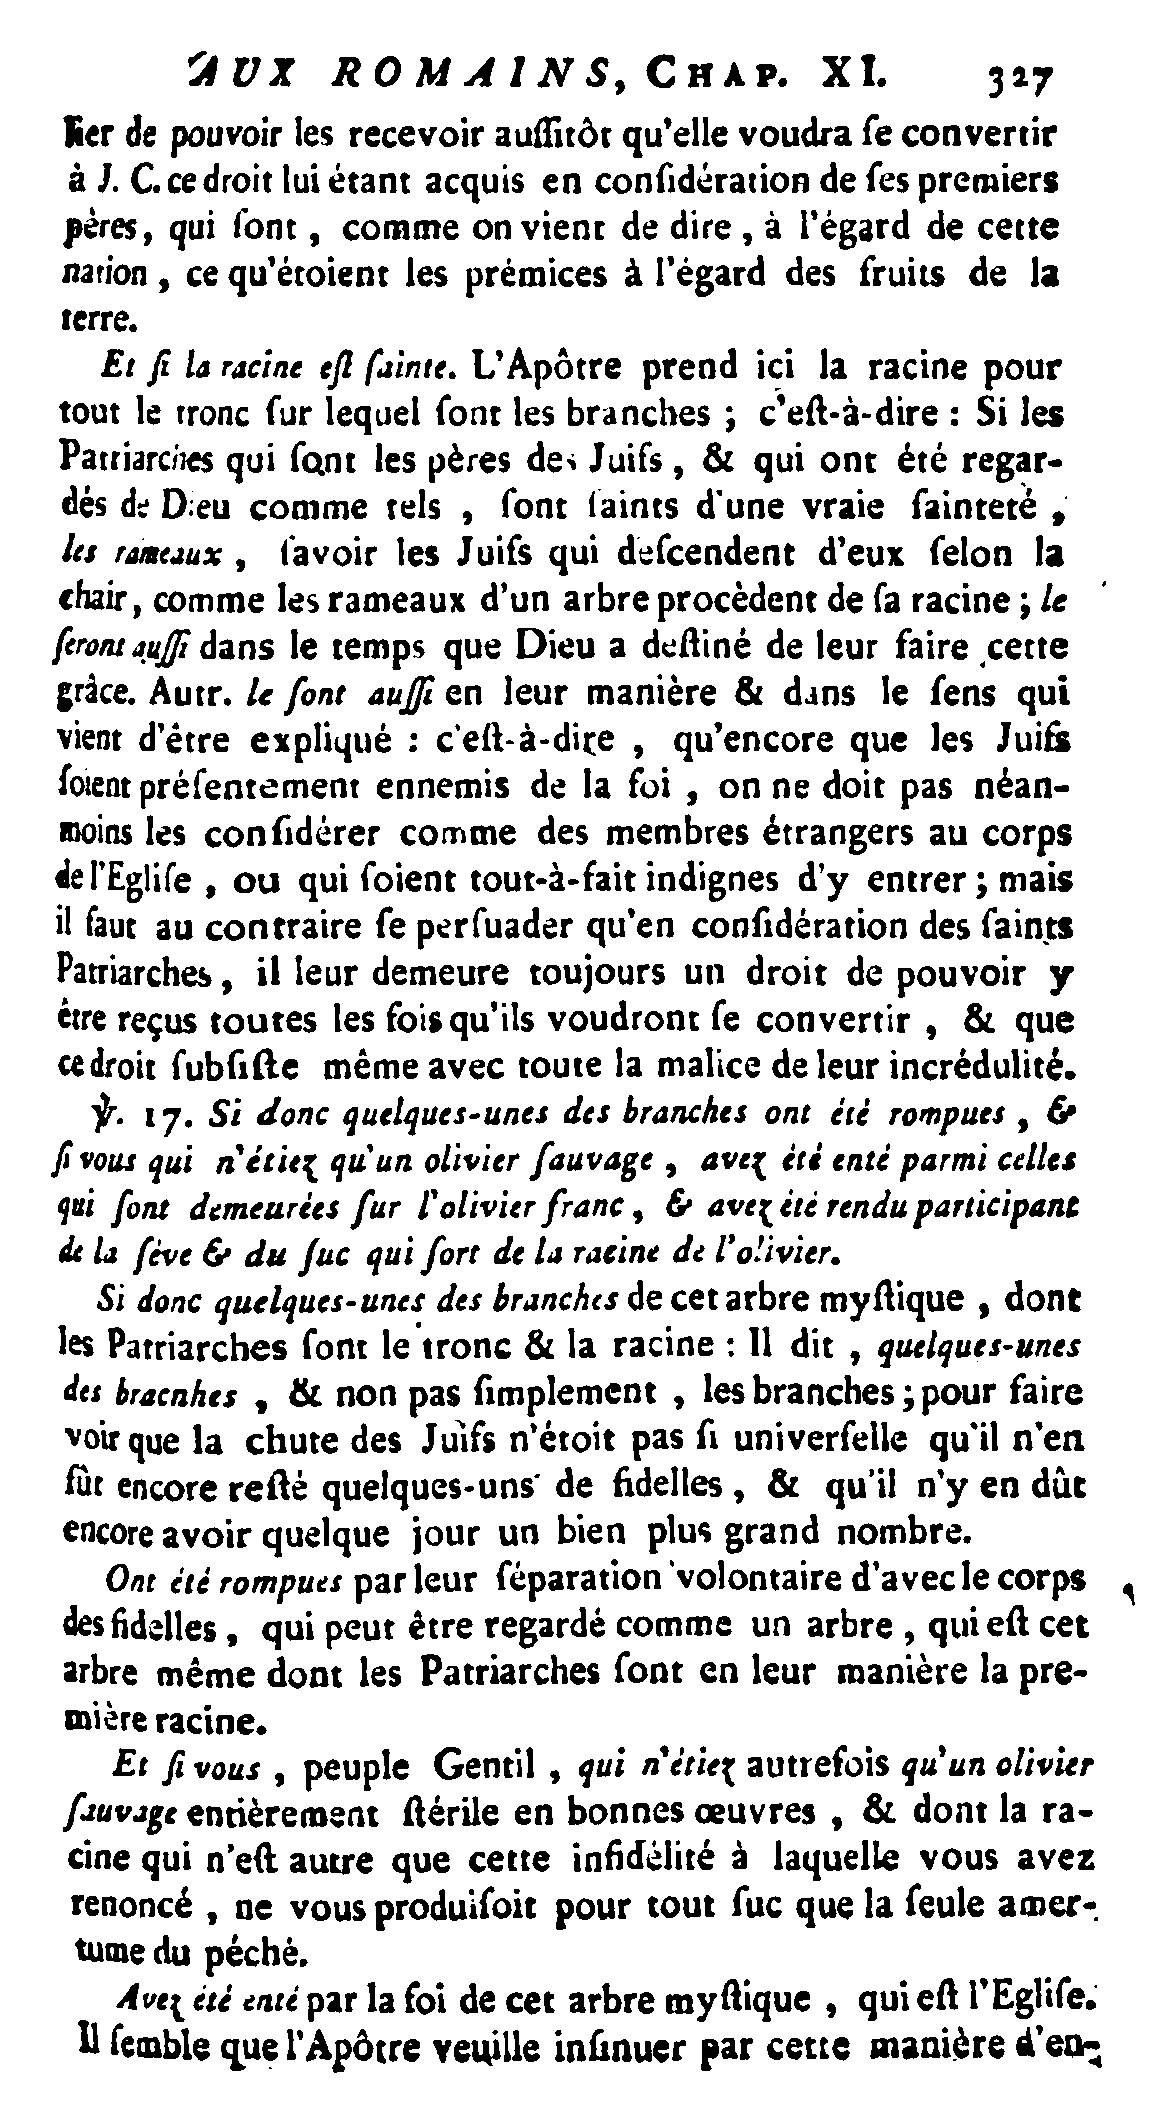 AUX ROMAINS, CHAP. XI. 327
lier de pouvoir les recevoir auſſitôt qu'elle voudra ſe convertir
à J. C. ce droit lui étant acquis en conſidération de ſes premiers
pères, qui ſont, comme on vient de dire, à l'égard de cette
nation, ce qu'étoient les prémices à l'égard des fruits de la
terre.
Et ſi la racine eſt ſainte. L'Apôtre prend ici la racine pour
tout le tronc ſur lequel ſont les branches ; c'eſt-à-dire : Si les
Patriarches qui ſont les pères des Juifs, & qui ont été regar-
dés de Dieu comme tels, ſont ſaints d'une vraie ſainteté,
les rameaux, ſavoir les Juifs qui deſcendent d'eux ſelon la
chair, comme les rameaux d'un arbre procèdent de ſa racine ; le
ſeront auſſi dans le temps que Dieu a deſtiné de leur faire cette
grâce. Autr. le ſont auſſi en leur manière & dans le ſens qui
vient d'être expliqué : c'eſt-à-dire, qu'encore que les Juifs
ſoient préſentement ennemis de la foi, on ne doit pas néan-
moins les conſidérer comme des membres étrangers au corps
de l'Egliſe, ou qui ſoient tout-à-fait indignes d'y entrer ; mais
il faut au contraire ſe perſuader qu'en conſidération des ſaints
Patriarches, il leur demeure toujours un droit de pouvoir y
être reçus toutes les fois qu'ils voudront ſe convertir, & que
ce droit ſubſiſte même avec toute la malice de leur incrédulité.
℣. 17. Si donc quelques-unes des branches ont été rompues, &
ſi vous qui n'étiez qu'un olivier ſauvage, avez été enté parmi celles
qui ſont demeurées ſur l'olivier franc, & avez été rendu participant
de la ſève & du ſuc qui ſort de la racine de l'olivier.
Si donc quelques-unes des branches de cet arbre myſtique, dont
les Patriarches ſont le tronc & la racine : Il dit, quelques-unes
des bracnhes, & non pas ſimplement, les branches ; pour faire
voir que la chute des Juifs n'étoit pas ſi univerſelle qu'il n'en
fût encore reſté quelques-uns de fidelles, & qu'il n'y en dût
encore avoir quelque jour un bien plus grand nombre.
Ont été rompues par leur ſéparation volontaire d'avec le corps
des fidelles, qui peut être regardé comme un arbre, qui eſt cet
arbre même dont les Patriarches ſont en leur manière la pre-
mière racine.
Et ſi vous, peuple Gentil, qui n'étiez autrefois qu'un olivier
ſauvage entièrement ſtérile en bonnes œuvres, & dont la ra-
cine qui n'eſt autre que cette infidélité à laquelle vous avez
renoncé, ne vous produiſoit pour tout ſuc que la ſeule amer-
tume du péché.
Avez été enté par la foi de cet arbre myſtique, qui eſt l'Egliſe.
Il ſemble que l'Apôtre veuille inſinuer par cette manière d'en-